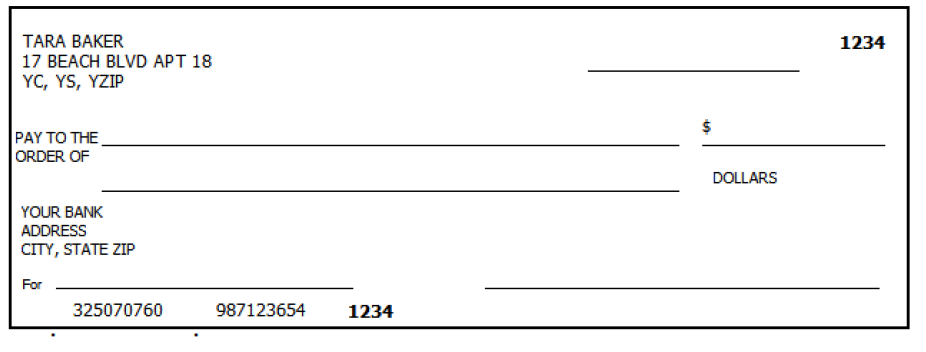 TARA BAKER
1234
17 BEACH BLVD APT 18
YC, YS, YZIP
$
PAY TO THE
ORDER OF
DOLLARS
YOUR BANK
ADDRESS
CITY, STATE ZIP
For
325070760 987123654 1234